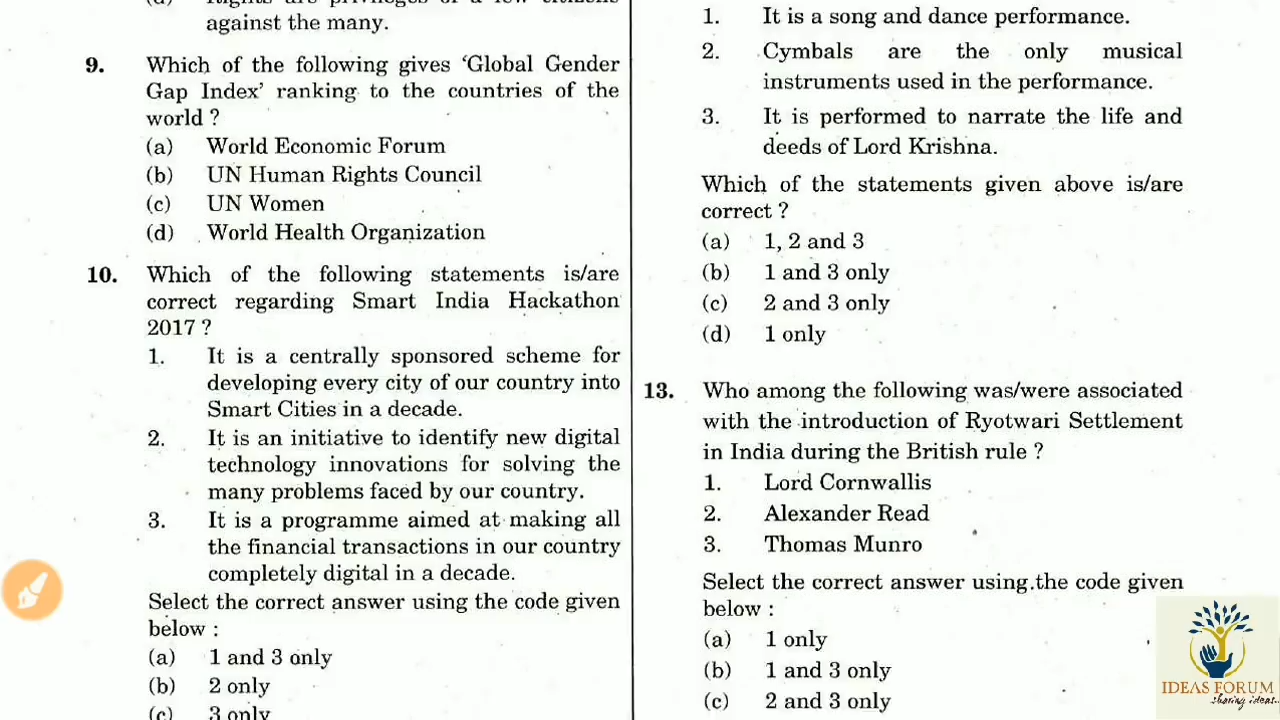 against the many.
9. Which of the following gives ‘Global Gender
Gap Index’ ranking to the countries of the
world ?
(a) World Economic Forum
(b) UN Human Rights Council
(c) UN Women
(d) World Health Organization
10. Which of the following statements is/are
correct regarding Smart India Hackathon
2017 ?
1. It is a centrally sponsored scheme for
developing every city of our country into
Smart Cities in a decade.
2. It is an initiative to identify new digital
technology innovations for solving the
many problems faced by our country.
3. It is a programme aimed at making all
the financial transactions in our country
completely digital in a decade.
Select the correct answer using the code given
below :
(a) 1 and 3 only
(b) 2 only
(c) 3 only
1. It is a song and dance performance.
2. Cymbals are the only musical
instruments used in the performance.
3. It is performed to narrate the life and
deeds of Lord Krishna.
Which of the statements given above is/are
correct ?
(a) 1, 2 and 3
(b) 1 and 3 only
(c) 2 and 3 only
(d) 1 only
13. Who among the following was/were associated
with the introduction of Ryotwari Settlement
in India during the British rule ?
1. Lord Cornwallis
2. Alexander Read
3. Thomas Munro
Select the correct answer using the code given
below :
(a) 1 only
(b) 1 and 3 only
(c) 2 and 3 only
IDEAS FORUM
sharing ideas..